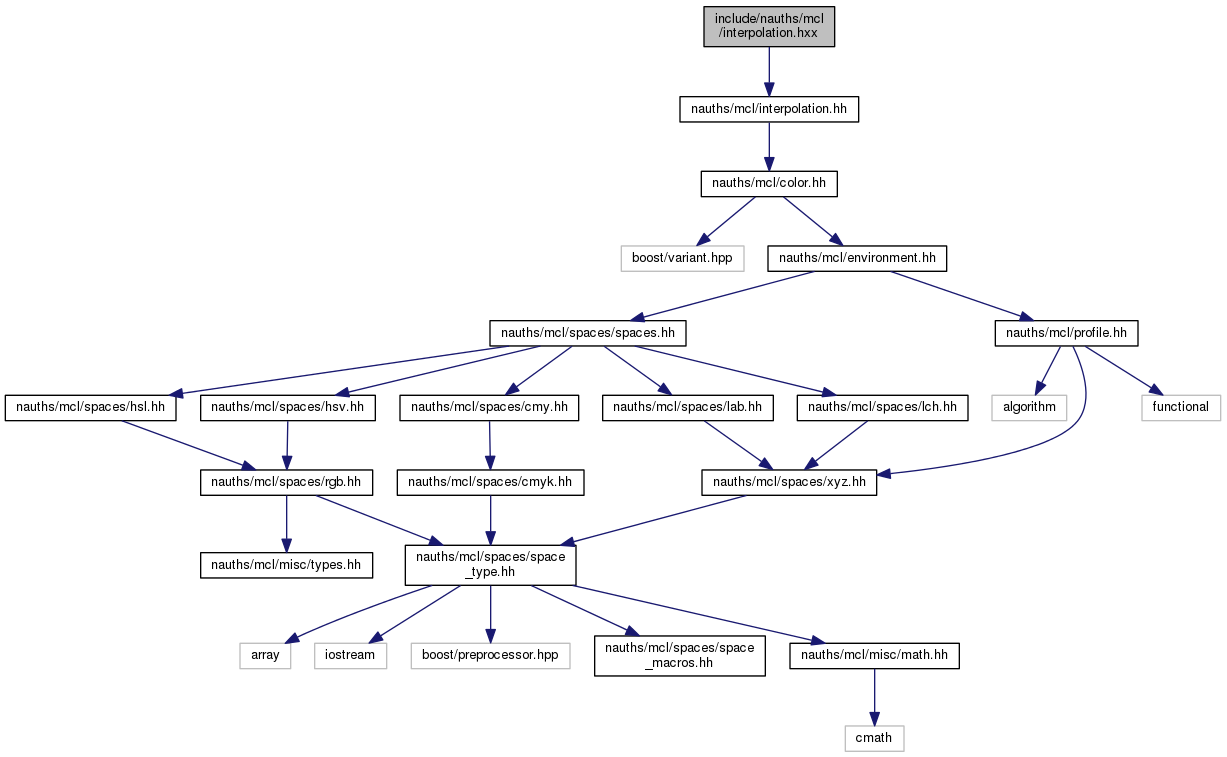 include/nauths/mcl
/interpolation.hxx
nauths/mcl/interpolation.hh
nauths/mcl/color.hh
boost/variant.hpp
nauths/mcl/environment.hh
nauths/mcl/spaces/spaces.hh
nauths/mcl/profile.hh
nauths/mcl/spaces/hsl.hh
nauths/mcl/spaces/hsv.hh
nauths/mcl/spaces/cmy.hh
nauths/mcl/spaces/lab.hh
nauths/mcl/spaces/lch.hh
algorithm
functional
nauths/mcl/spaces/rgb.hh
nauths/mcl/spaces/cmyk.hh
nauths/mcl/spaces/xyz.hh
nauths/mcl/misc/types.hh
nauths/mcl/spaces/space
_type.hh
array
iostream
boost/preprocessor.hpp
nauths/mcl/spaces/space
_macros.hh
nauths/mcl/misc/math.hh
cmath